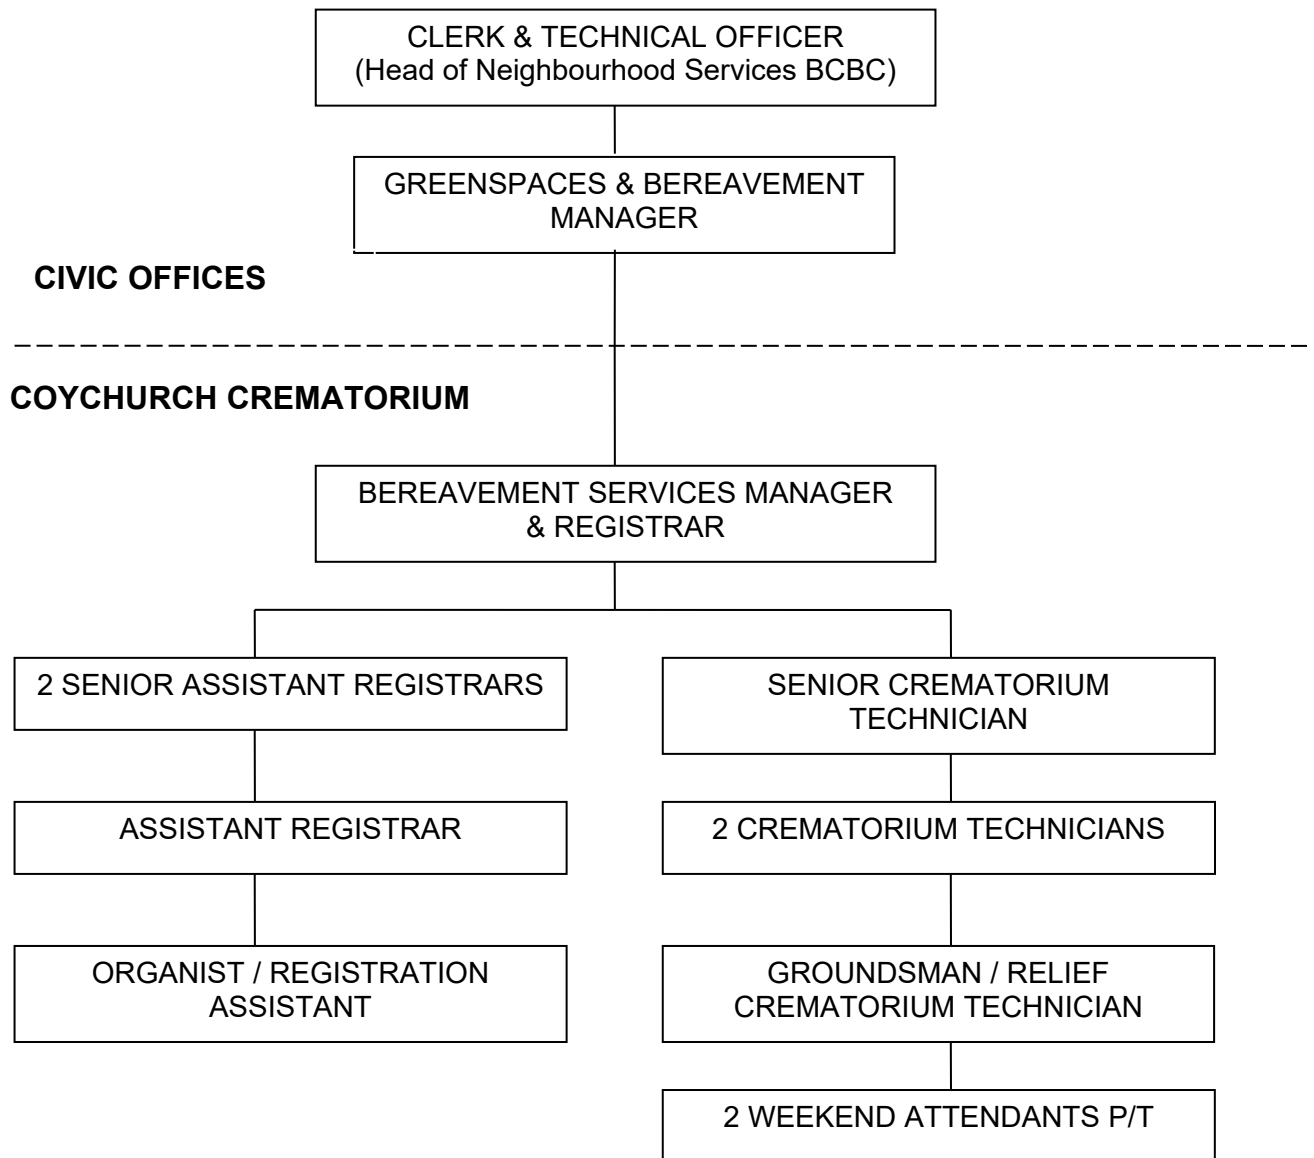 CLERK & TECHNICAL OFFICER
(Head of Neighbourhood Services BCBC)
GREENSPACES & BEREAVEMENT
MANAGER
CIVIC OFFICES
COYCHURCH CREMATORIUM
BEREAVEMENT SERVICES MANAGER
& REGISTRAR
2 SENIOR ASSISTANT REGISTRARS
SENIOR CREMATORIUM
TECHNICIAN
ASSISTANT REGISTRAR
2 CREMATORIUM TECHNICIANS
ORGANIST / REGISTRATION
ASSISTANT
GROUNDSMAN / RELIEF
CREMATORIUM TECHNICIAN
2 WEEKEND ATTENDANTS P/T